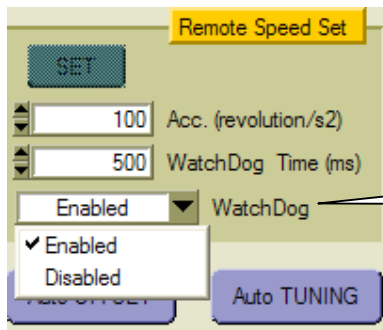 Remote Speed Set
SET
100 Acc. (revolution/s2)
500 WatchDog Time (ms)
Enabled WatchDog
✔Enabled
Disabled
Auto TUNING